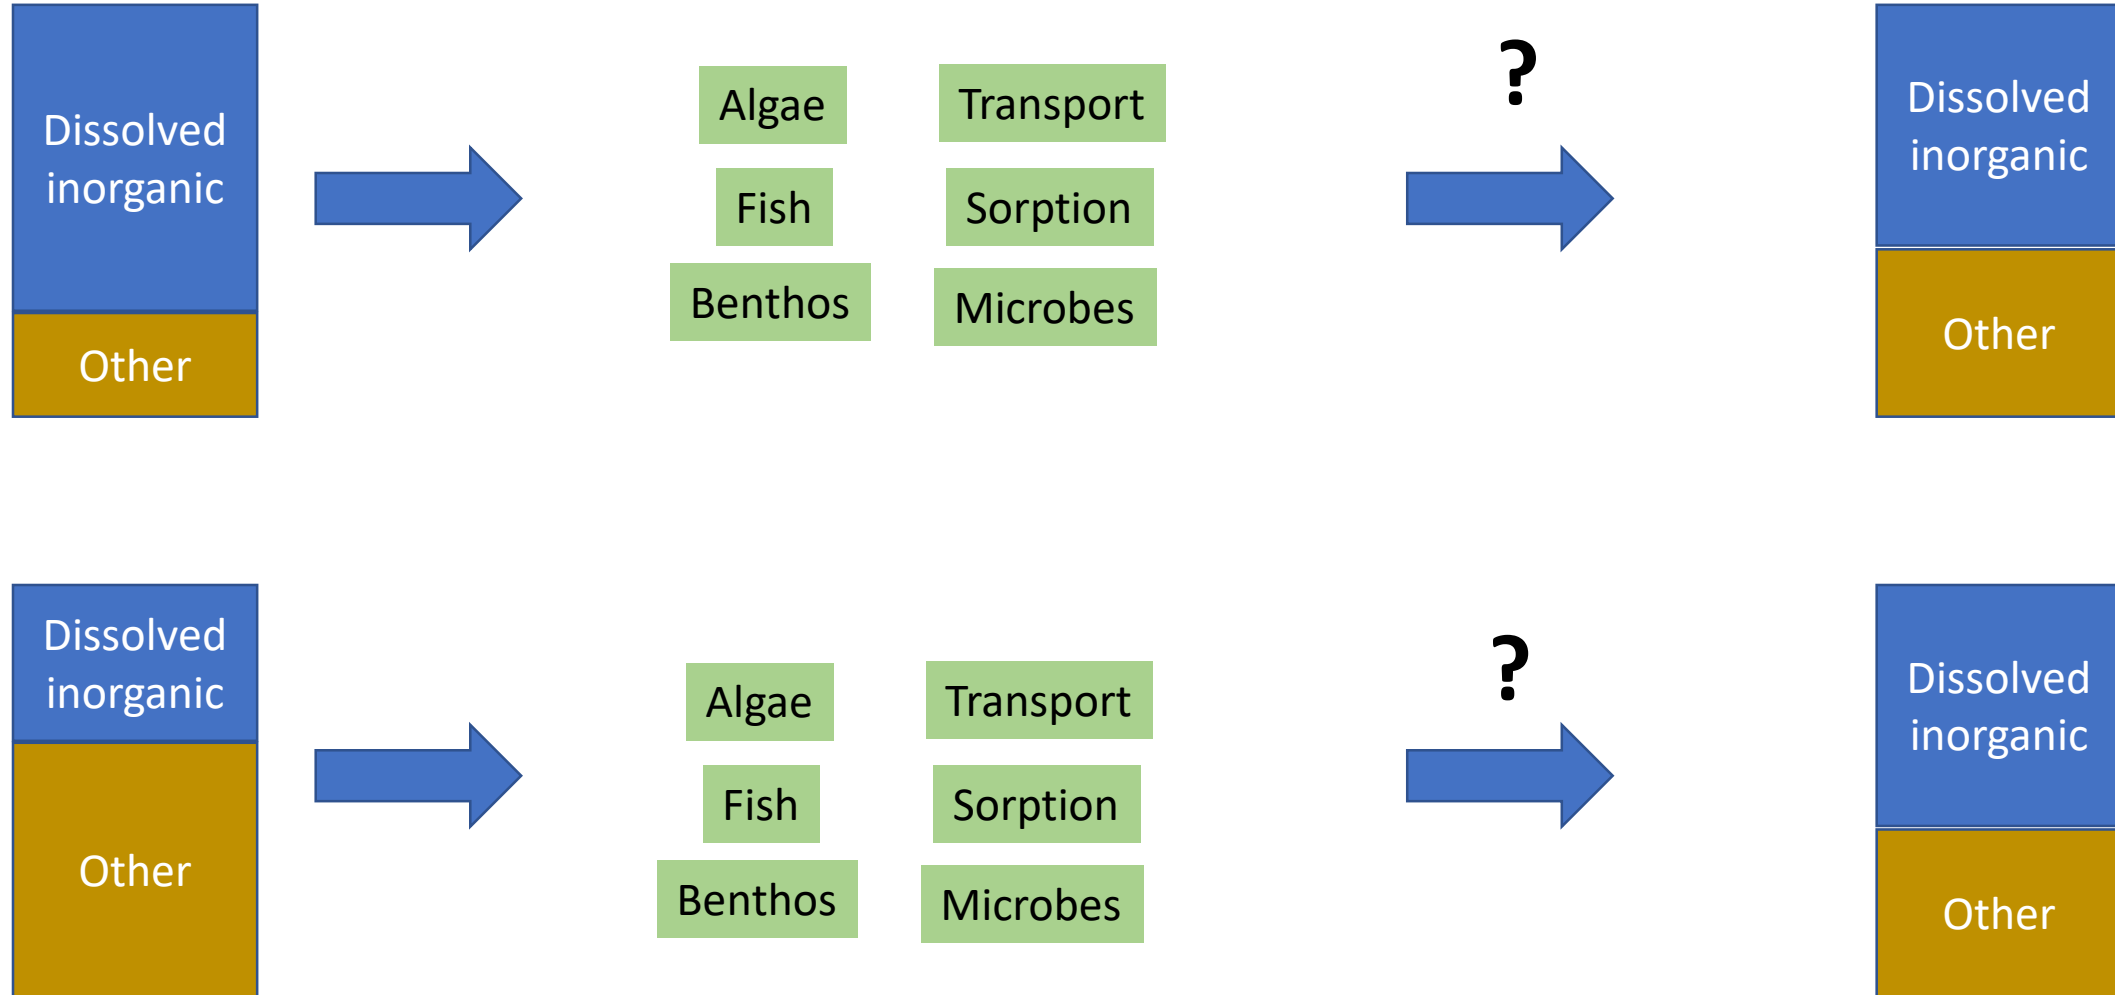 Dissolved
inorganic
Other
Algae
Transport
Fish
Sorption
Benthos
Microbes
?
Dissolved
inorganic
Other
Dissolved
inorganic
Other
Algae
Transport
Fish
Sorption
Benthos
Microbes
?
Dissolved
inorganic
Other